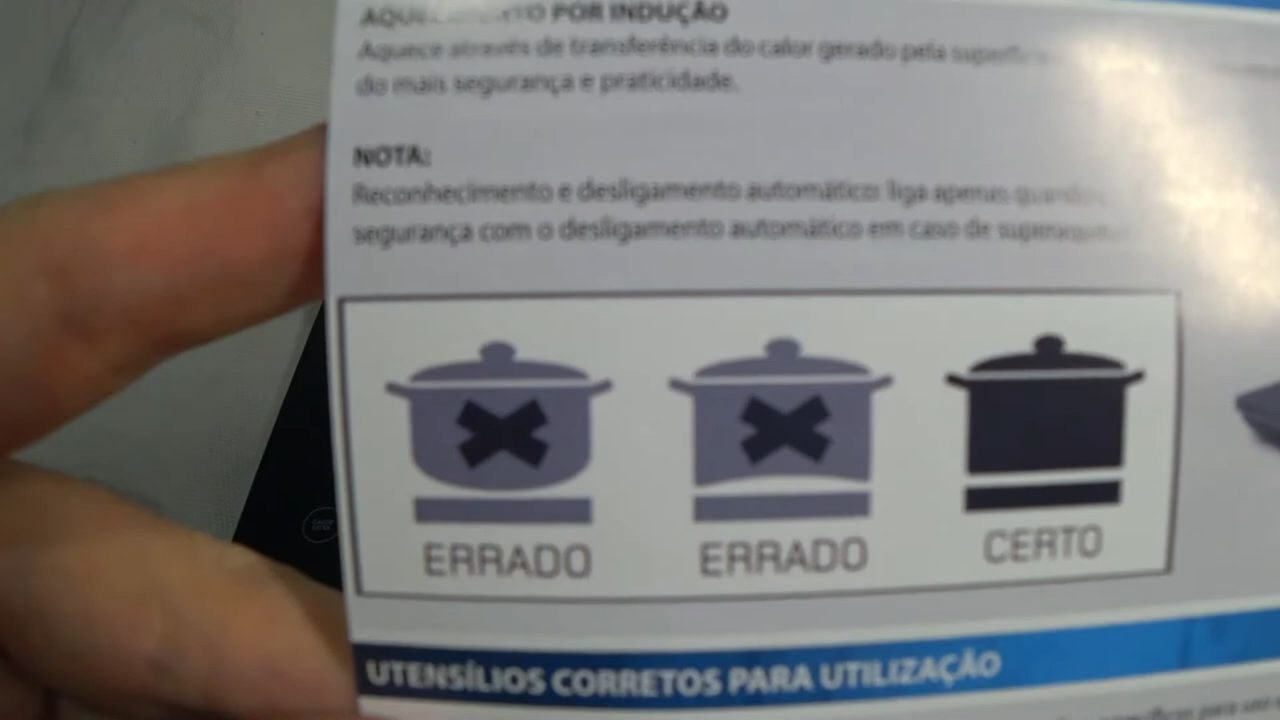 POR INDUÇÃO
Aquece através de transferência do calor gerado pela
do mais segurança e praticidade.
NOTA:
Reconhecimento e desligamento automático: liga apenas
segurança com o desligamento automático em caso de
ERRADO
ERRADO
CERTO
UTENSÍLIOS CORRETOS PARA UTILIZAÇÃO